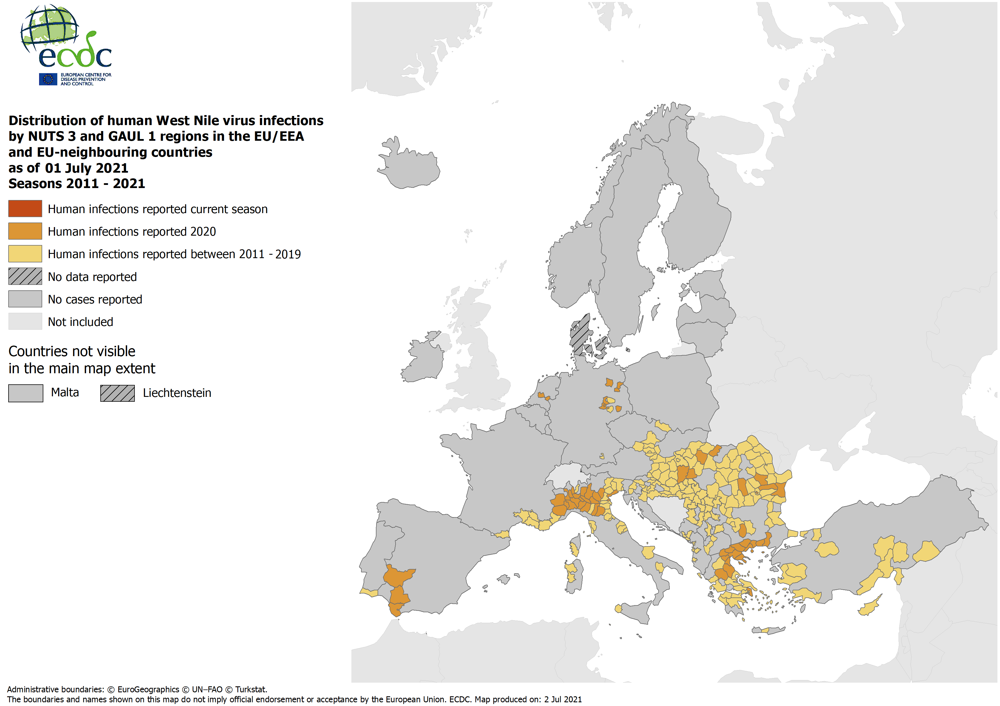 ecdc
EUROPEAN CENTRE FOR
DISEASE PREVENTION
AND CONTROL
Distribution of human West Nile virus infections
by NUTS 3 and GAUL 1 regions in the EU/EEA
and EU-neighbouring countries
as of 01 July 2021
Seasons 2011 - 2021
Human infections reported current season
Human infections reported 2020
Human infections reported between 2011 - 2019
No data reported
No cases reported
Not included
Countries not visible
in the main map extent
Malta Liechtenstein
Administrative boundaries: © EuroGeographics © UN–FAO © Turkstat.
The boundaries and names shown on this map do not imply official endorsement or acceptance by the European Union. ECDC. Map produced on: 2 Jul 2021